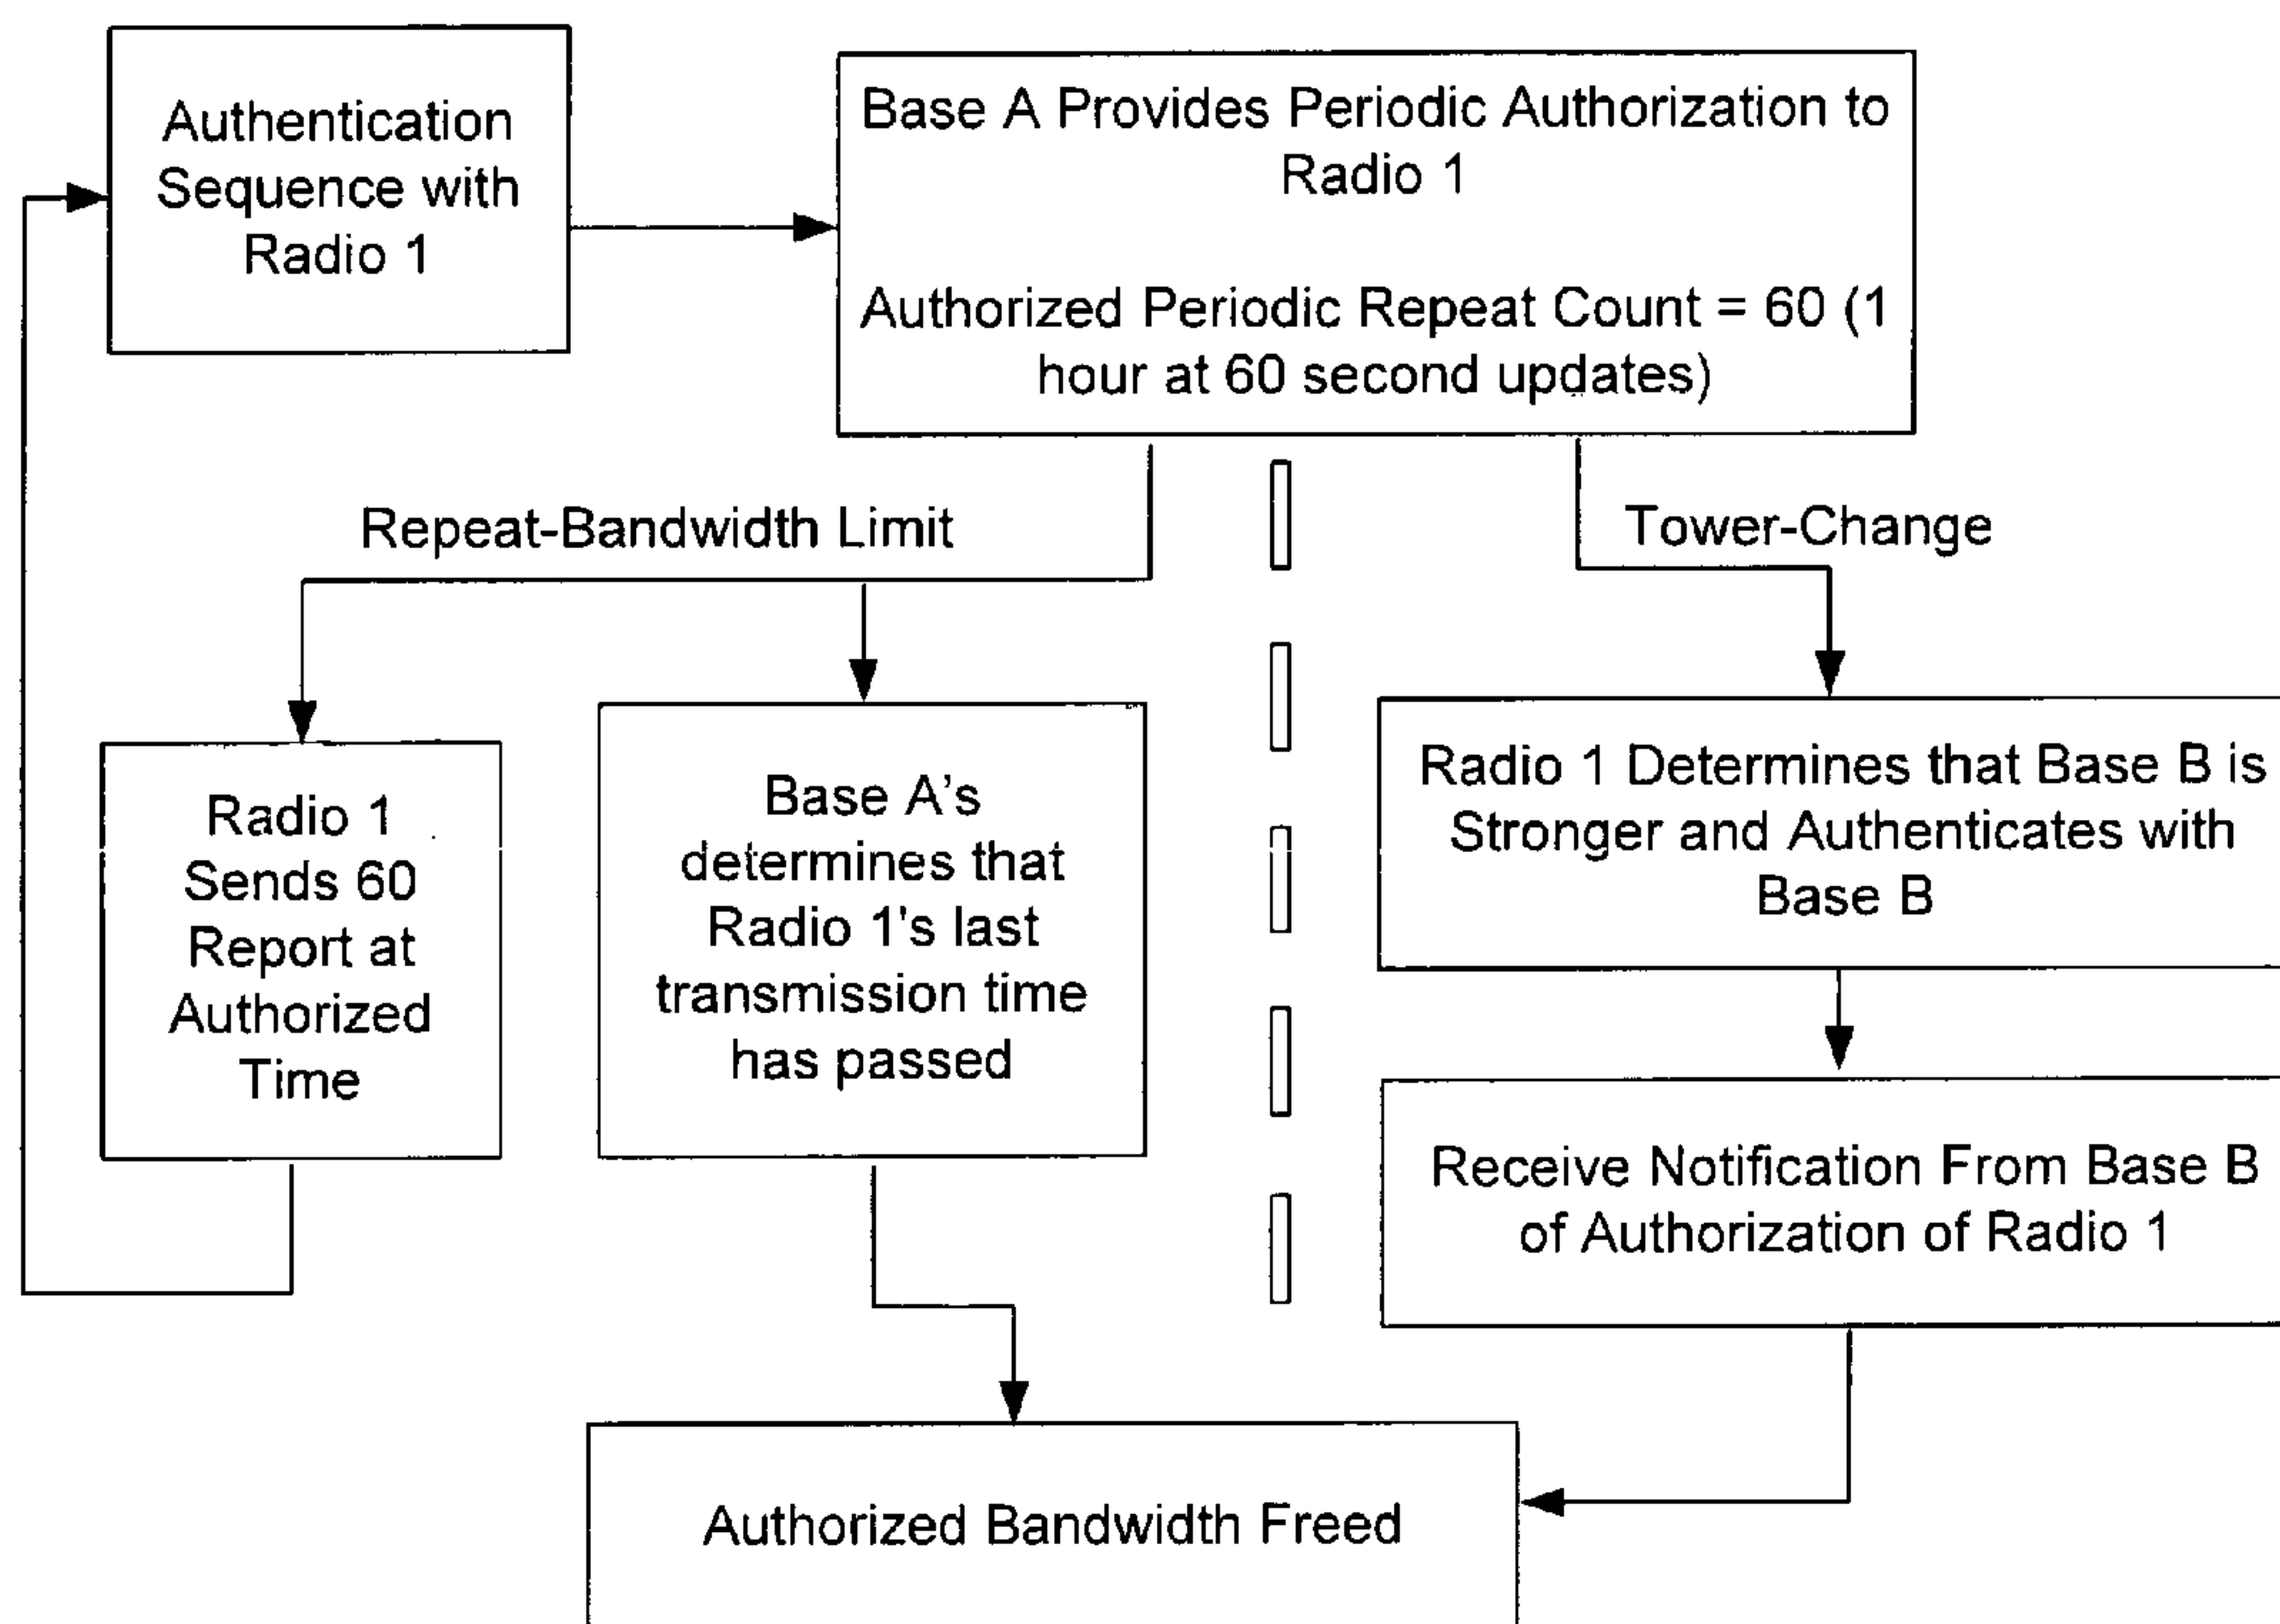 Authentication
Sequence with
Radio 1
Base A Provides Periodic Authorization to
Radio 1
Authorized Periodic Repeat Count = 60 (1
hour at 60 second updates)
Repeat-Bandwidth Limit
Tower-Change
Radio 1
Sends 60
Report at
Authorized
Time
Base A's
determines that
Radio 1's last
transmission time
has passed
Radio 1 Determines that Base B is
Stronger and Authenticates with
Base B
Receive Notification From Base B
of Authorization of Radio 1
Authorized Bandwidth Freed